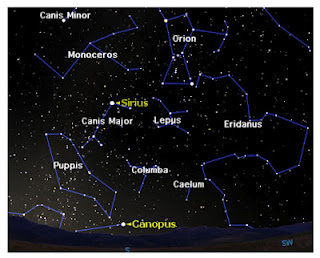 Canis Minor
Orion
Monoceros
Sirius
Canis Major
Lepus
Eridanus
Puppis
Columba
Caelum
Canopus
S
SW